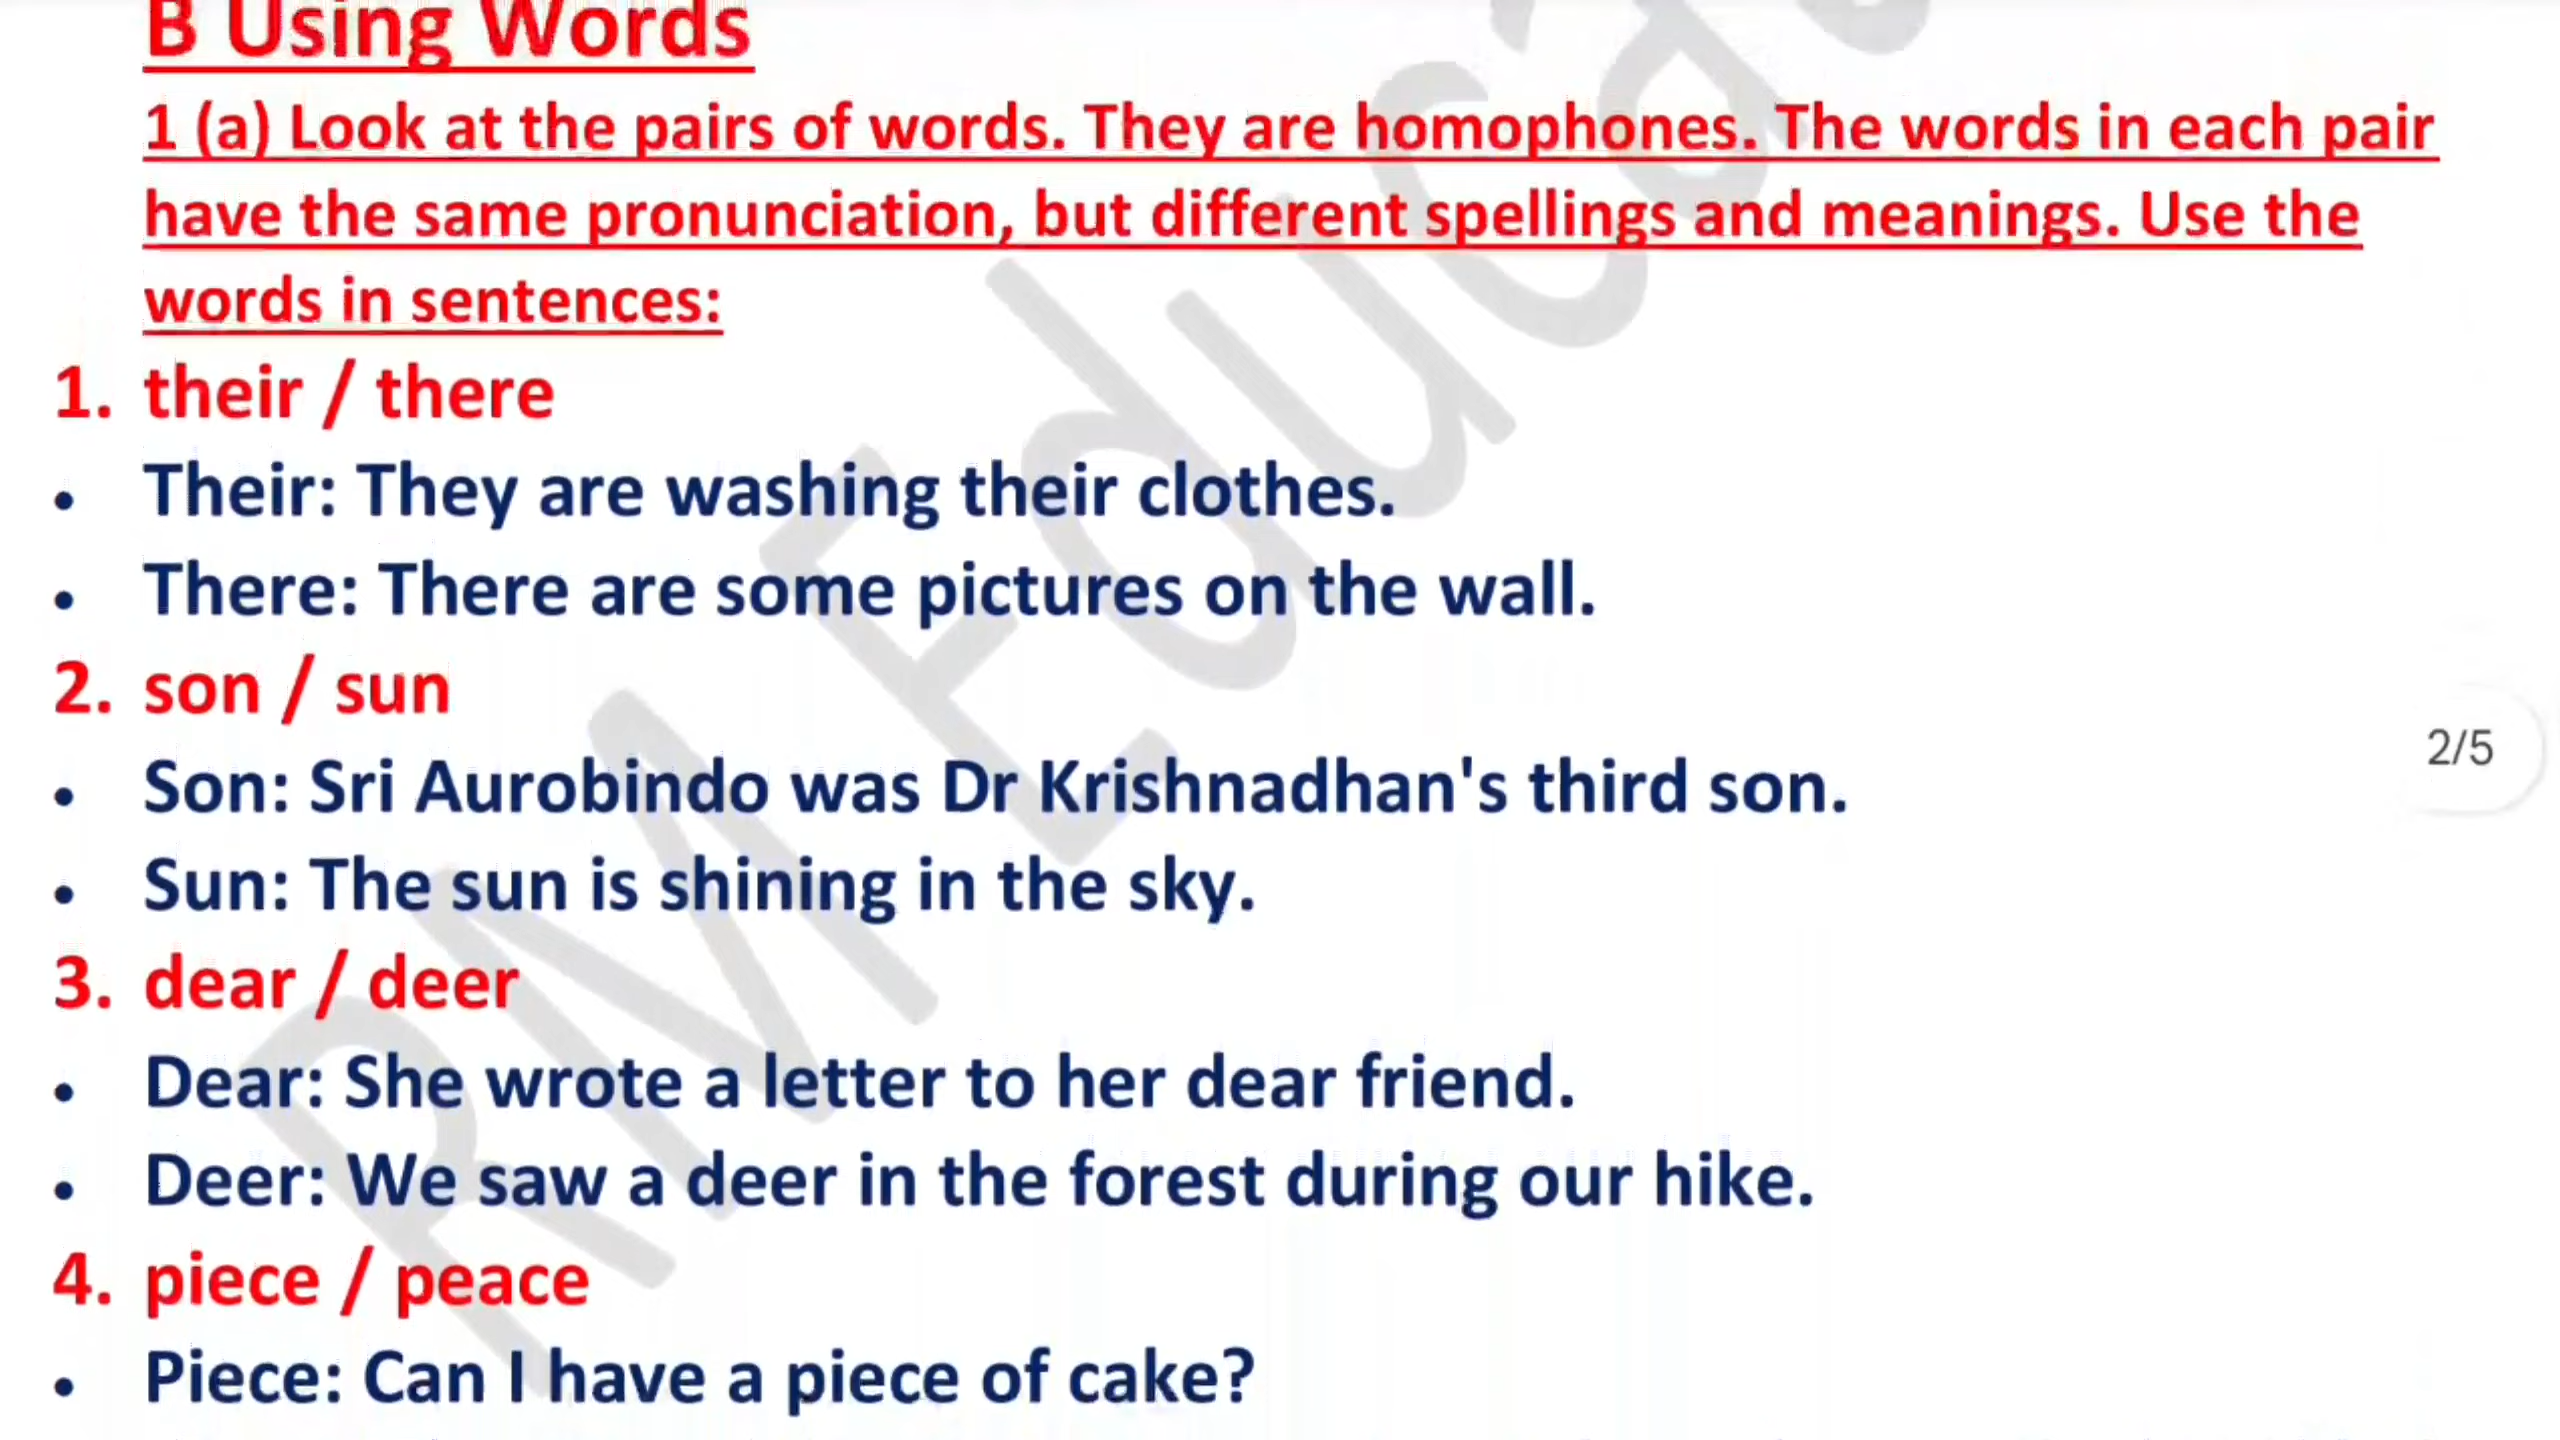 B Using Words
1 (a) Look at the pairs of words. They are homophones. The words in each pair
have the same pronunciation, but different spellings and meanings. Use the
words in sentences:
1. their / there
• Their: They are washing their clothes.
• There: There are some pictures on the wall.
2. son / sun
• Son: Sri Aurobindo was Dr Krishnadhan's third son.
2/5
• Sun: The sun is shining in the sky.
3. dear / deer
• Dear: She wrote a letter to her dear friend.
• Deer: We saw a deer in the forest during our hike.
4. piece / peace
• Piece: Can I have a piece of cake?
RM Educa